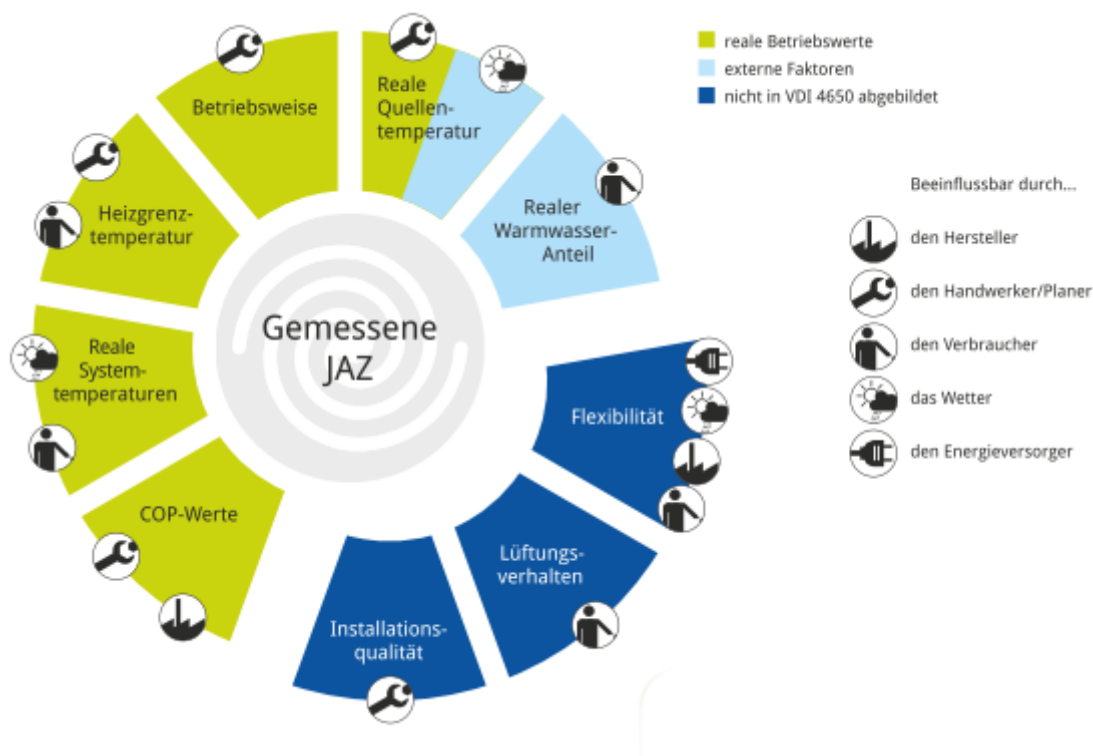 Betriebsweise
Reale
Quellen-
temperatur
Realer
Warmwasser-
Anteil
Heizgrenz-
temperatur
Reale
System-
temperaturen
COP-Werte
Gemessene
JAZ
Flexibilität
Lüftungs-
verhalten
Installations-
qualität
reale Betriebswerte
externe Faktoren
nicht in VDI 4650 abgebildet
Beeinflussbar durch...
den Hersteller
den Handwerker/Planer
den Verbraucher
das Wetter
den Energieversorger